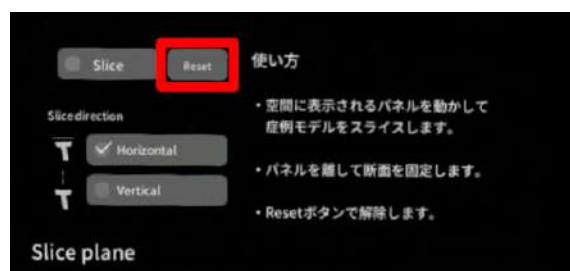 Slice
Reset
Slice direction
Horizontal
Vertical
Slice plane
使い方
・空間に表示されるパネルを動かして
症例モデルをスライスします。
・パネルを離して断面を固定します。
・Resetボタンで解除します。